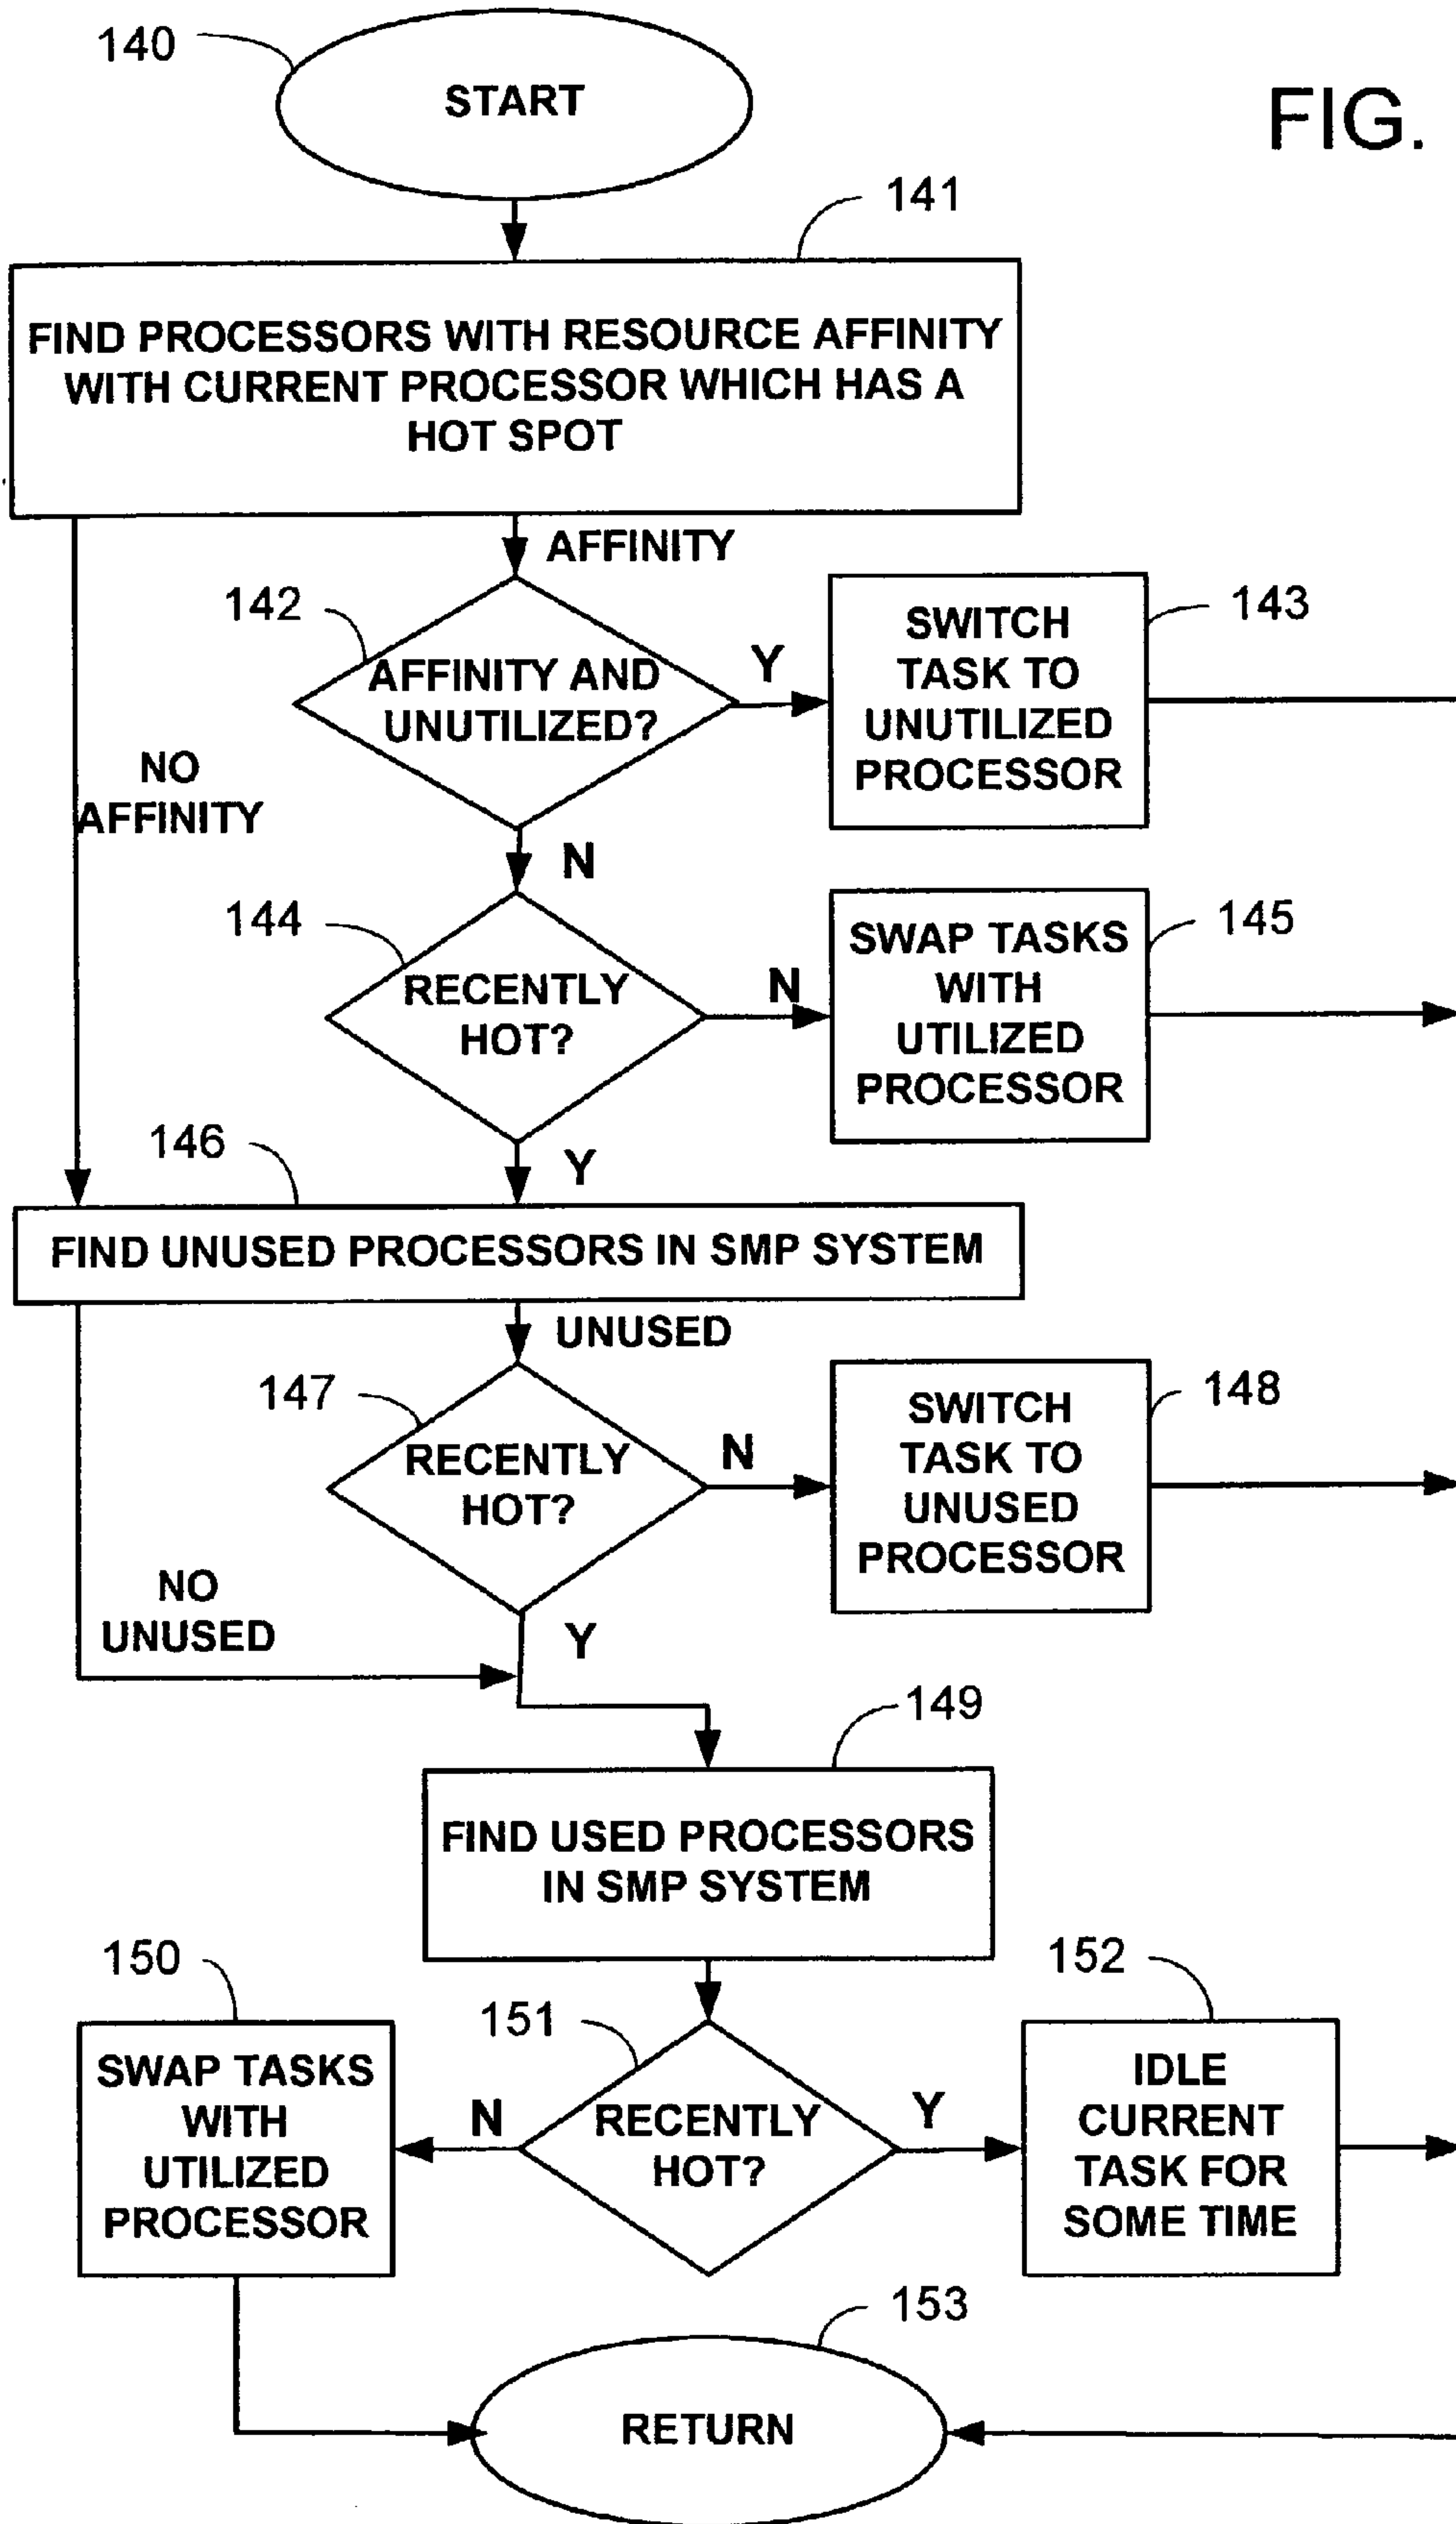 140
START
FIG.
141
FIND PROCESSORS WITH RESOURCE AFFINITY
WITH CURRENT PROCESSOR WHICH HAS A
HOT SPOT
AFFINITY
142
AFFINITY AND
UNUTILIZED?
Y
SWITCH
TASK TO
UNUTILIZED
PROCESSOR
143
NO
AFFINITY
N
144
RECENTLY
HOT?
N
SWAP TASKS
WITH
UTILIZED
PROCESSOR
145
146
Y
FIND UNUSED PROCESSORS IN SMP SYSTEM
UNUSED
147
RECENTLY
HOT?
N
SWITCH
TASK TO
UNUSED
PROCESSOR
148
NO
UNUSED
Y
149
FIND USED PROCESSORS
IN SMP SYSTEM
150
SWAP TASKS
WITH
UTILIZED
PROCESSOR
N
151
RECENTLY
HOT?
Y
152
IDLE
CURRENT
TASK FOR
SOME TIME
153
RETURN